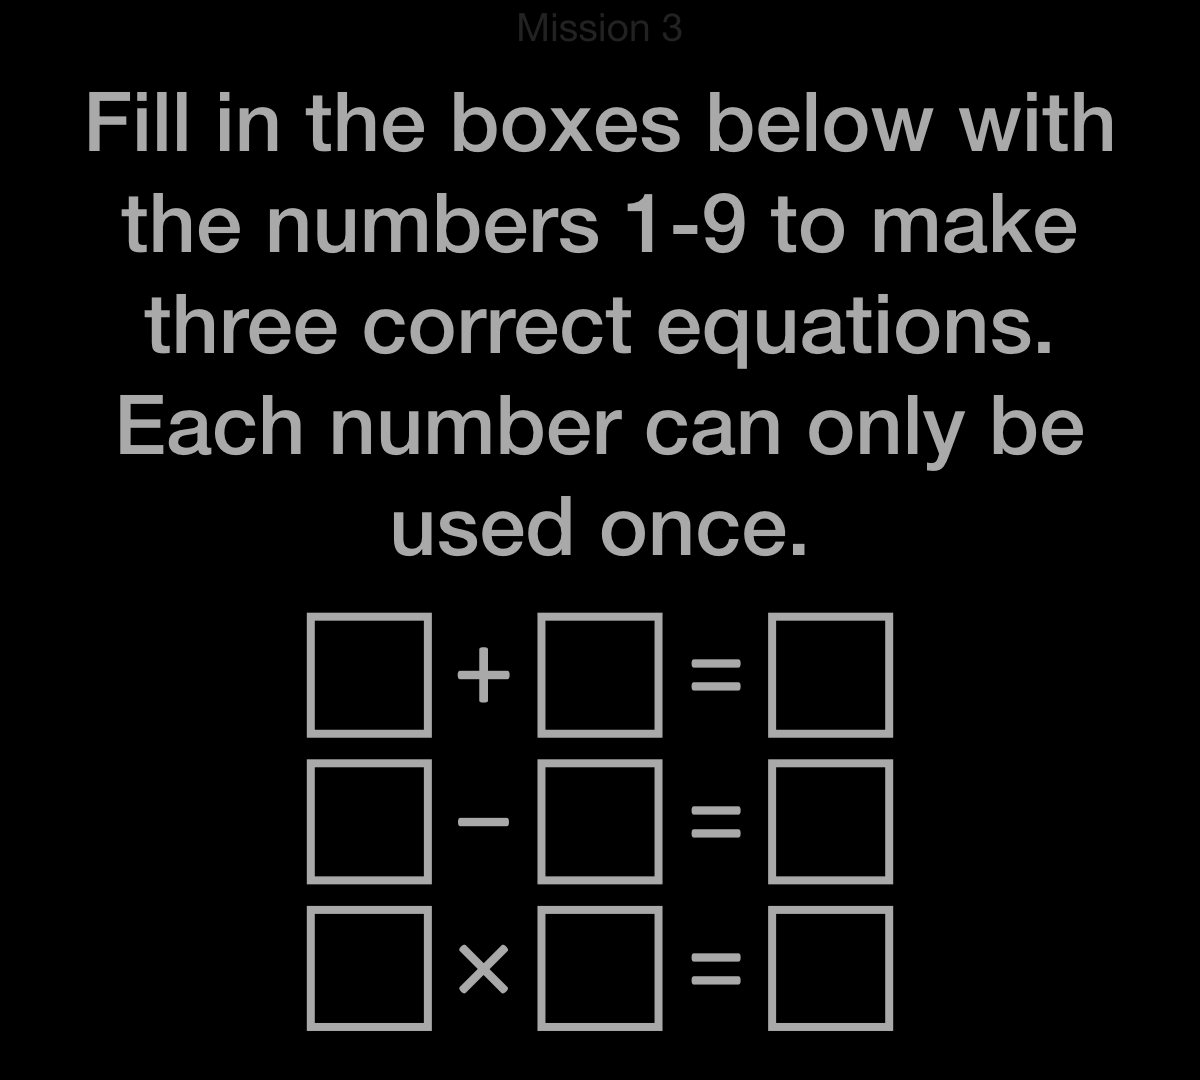 Mission 3
Fill in the boxes below with
the numbers 1-9 to make
three correct equations.
Each number can only be
used once.
+ =
− =
× =